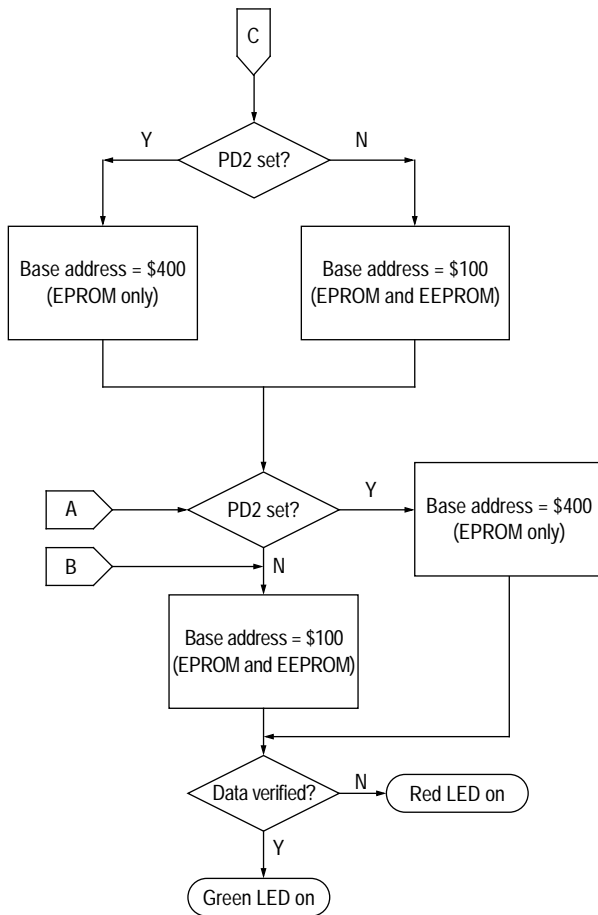 C
Y
N
PD2 set?
Base address = $400
(EPROM only)
Base address = $100
(EPROM and EEPROM)
A
PD2 set?
Y
Base address = $400
(EPROM only)
B
N
Base address = $100
(EPROM and EEPROM)
Data verified?
N
Red LED on
Y
Green LED on